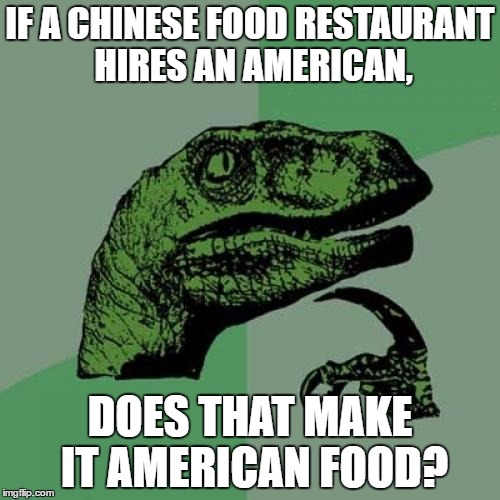 IF A CHINESE FOOD RESTAURANT
HIRES AN AMERICAN,
DOES THAT MAKE
IT AMERICAN FOOD?
imgflip.com